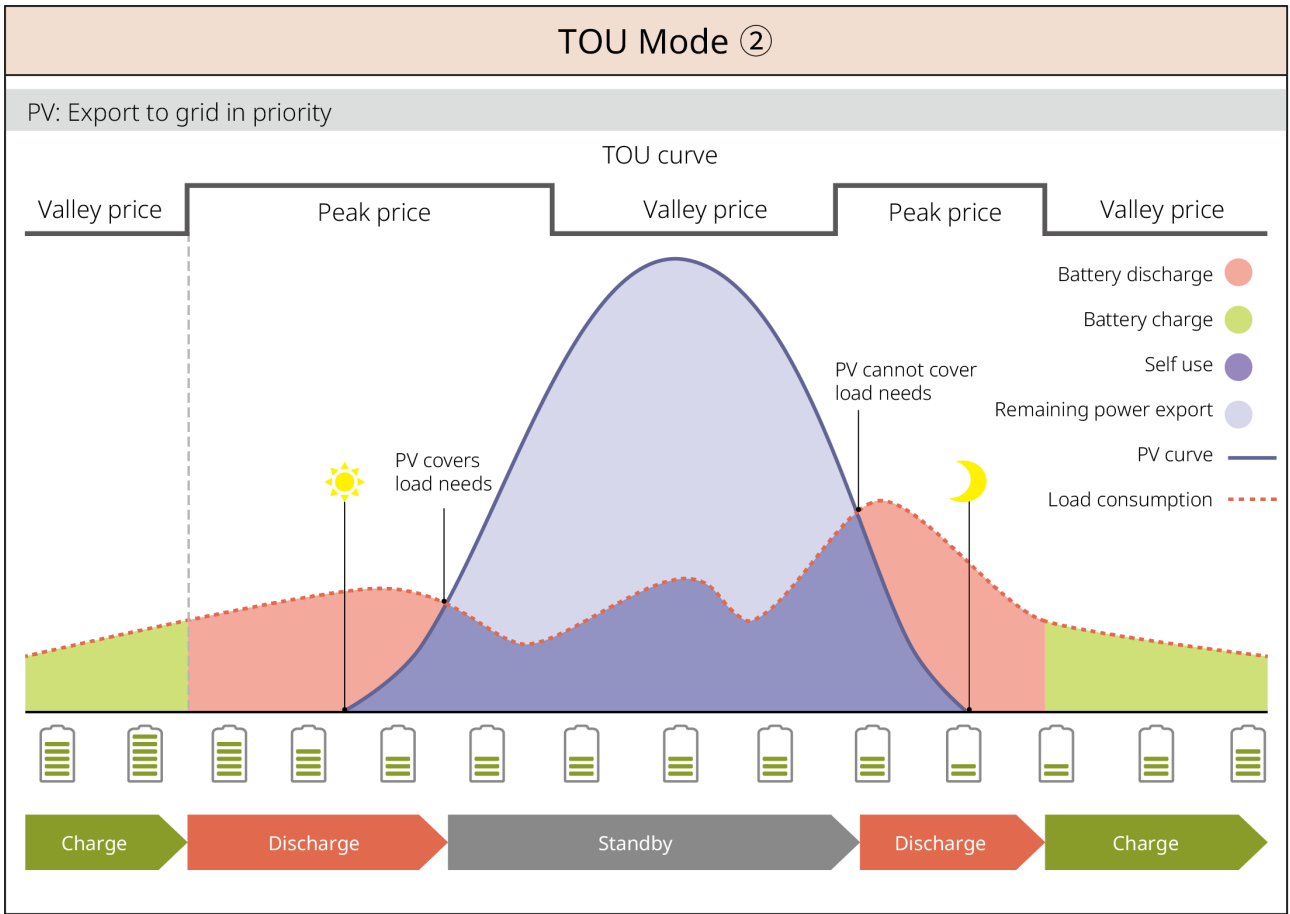 TOU Mode ②
PV: Export to grid in priority
TOU curve
Valley price
Peak price
Valley price
Peak price
Valley price
Battery discharge
Battery charge
Self use
Remaining power export
PV curve
Load consumption
PV cannot cover
load needs
PV covers
load needs
Charge
Discharge
Standby
Discharge
Charge